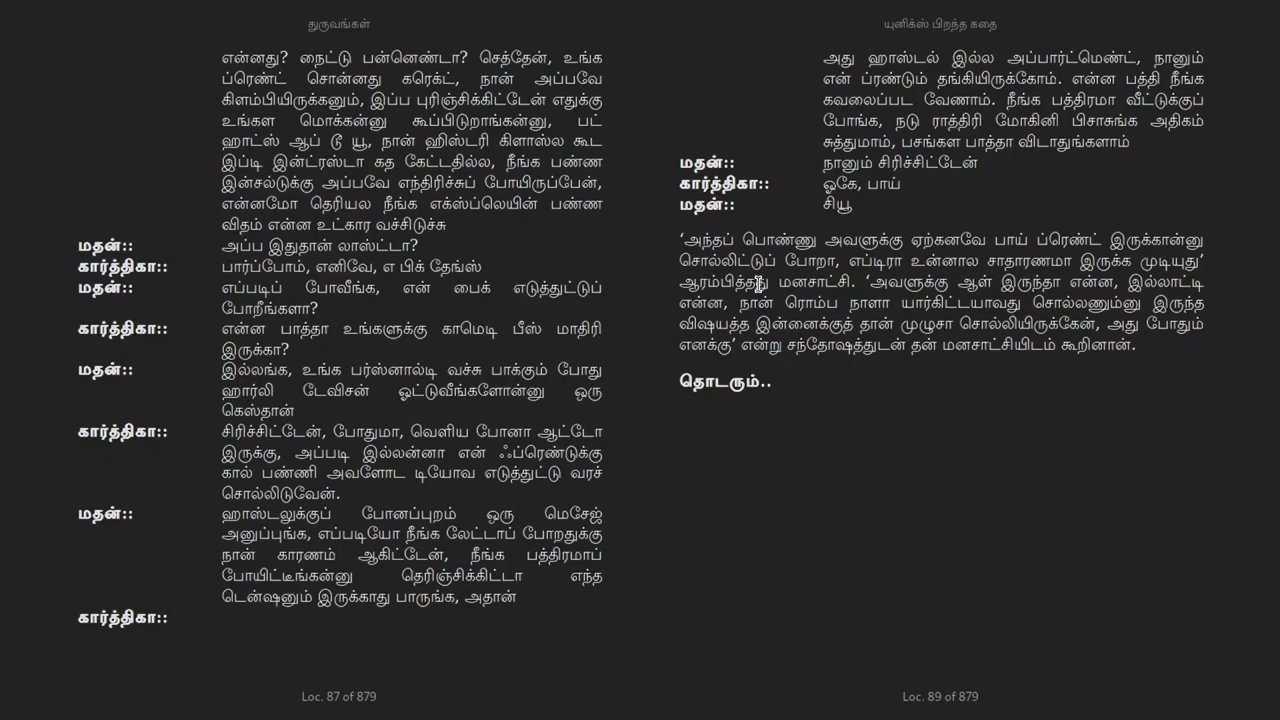 துருவங்கள்
என்னது? நைட்டு பன்னெண்டா? செத்தேன், உங்க
ப்ரெண்ட் சொன்னது கரெக்ட், நான் அப்பவே
கிளம்பியிருக்கனும், இப்ப புரிஞ்சிக்கிட்டேன் எதுக்கு
உங்கள மொக்கன்னு கூப்பிடுறாங்கன்னு, பட்
ஹாட்ஸ் ஆப் டூ யூ, நான் ஹிஸ்டரி கிளாஸ்ல கூட
இப்டி இன்ட்ரஸ்டா கத கேட்டதில்ல, நீங்க பண்ண
இன்சல்டுக்கு அப்பவே எந்திரிச்சுப் போயிருப்பேன்,
என்னமோ தெரியல நீங்க எக்ஸ்ப்லெயின் பண்ண
விதம் என்ன உட்கார வச்சிடுச்சு
மதன்:: அப்ப இதுதான் லாஸ்ட்டா?
கார்த்திகா:: பார்ப்போம், எனிவே, எ பிக் தேங்ஸ்
மதன்:: எப்படிப் போவீங்க, என் பைக் எடுத்துட்டுப்
போறீங்களா?
கார்த்திகா:: என்ன பாத்தா உங்களுக்கு காமெடி பீஸ் மாதிரி
இருக்கா?
மதன்:: இல்லங்க, உங்க பர்ஸ்னால்டி வச்சு பாக்கும் போது
ஹார்லி டேவிசன் ஓட்டுவீங்களோன்னு ஒரு
கெஸ்தான்
கார்த்திகா:: சிரிச்சிட்டேன், போதுமா, வெளிய போனா ஆட்டோ
இருக்கு, அப்படி இல்லன்னா என் ஃப்ரெண்டுக்கு
கால் பண்ணி அவளோட டியோவ எடுத்துட்டு வரச்
சொல்லிடுவேன்.
மதன்:: ஹாஸ்டலுக்குப் போனப்புறம் ஒரு மெசேஜ்
அனுப்புங்க, எப்படியோ நீங்க லேட்டாப் போறதுக்கு
நான் காரணம் ஆகிட்டேன், நீங்க பத்திரமாப்
போயிட்டீங்கன்னு தெரிஞ்சிக்கிட்டா எந்த
டென்ஷனும் இருக்காது பாருங்க, அதான்
கார்த்திகா::
Loc. 87 of 879
யுனிக்ஸ் பிறந்த கதை
அது ஹாஸ்டல் இல்ல அப்பார்ட்மெண்ட், நானும்
என் ப்ரண்டும் தங்கியிருக்கோம். என்ன பத்தி நீங்க
கவலைப்பட வேணாம். நீங்க பத்திரமா வீட்டுக்குப்
போங்க, நடு ராத்திரி மோகினி பிசாசுங்க அதிகம்
சுத்துமாம், பசங்கள பாத்தா விடாதுங்களாம்
மதன்:: நானும் சிரிச்சிட்டேன்
கார்த்திகா:: ஓகே, பாய்
மதன்:: சியூ
‘அந்தப் பொண்ணு அவளுக்கு ஏற்கனவே பாய் ப்ரெண்ட் இருக்கான்னு
சொல்லிட்டுப் போறா, எப்டிரா உன்னால சாதாரணமா இருக்க முடியுது’
ஆரம்பித்தது மனசாட்சி. ‘அவளுக்கு ஆள் இருந்தா என்ன, இல்லாட்டி
என்ன, நான் ரொம்ப நாளா யார்கிட்டயாவது சொல்லணும்னு இருந்த
விஷயத்த இன்னைக்குத் தான் முழுசா சொல்லியிருக்கேன், அது போதும்
எனக்கு’ என்று சந்தோஷத்துடன் தன் மனசாட்சியிடம் கூறினான்.
தொடரும்..
Loc. 89 of 879